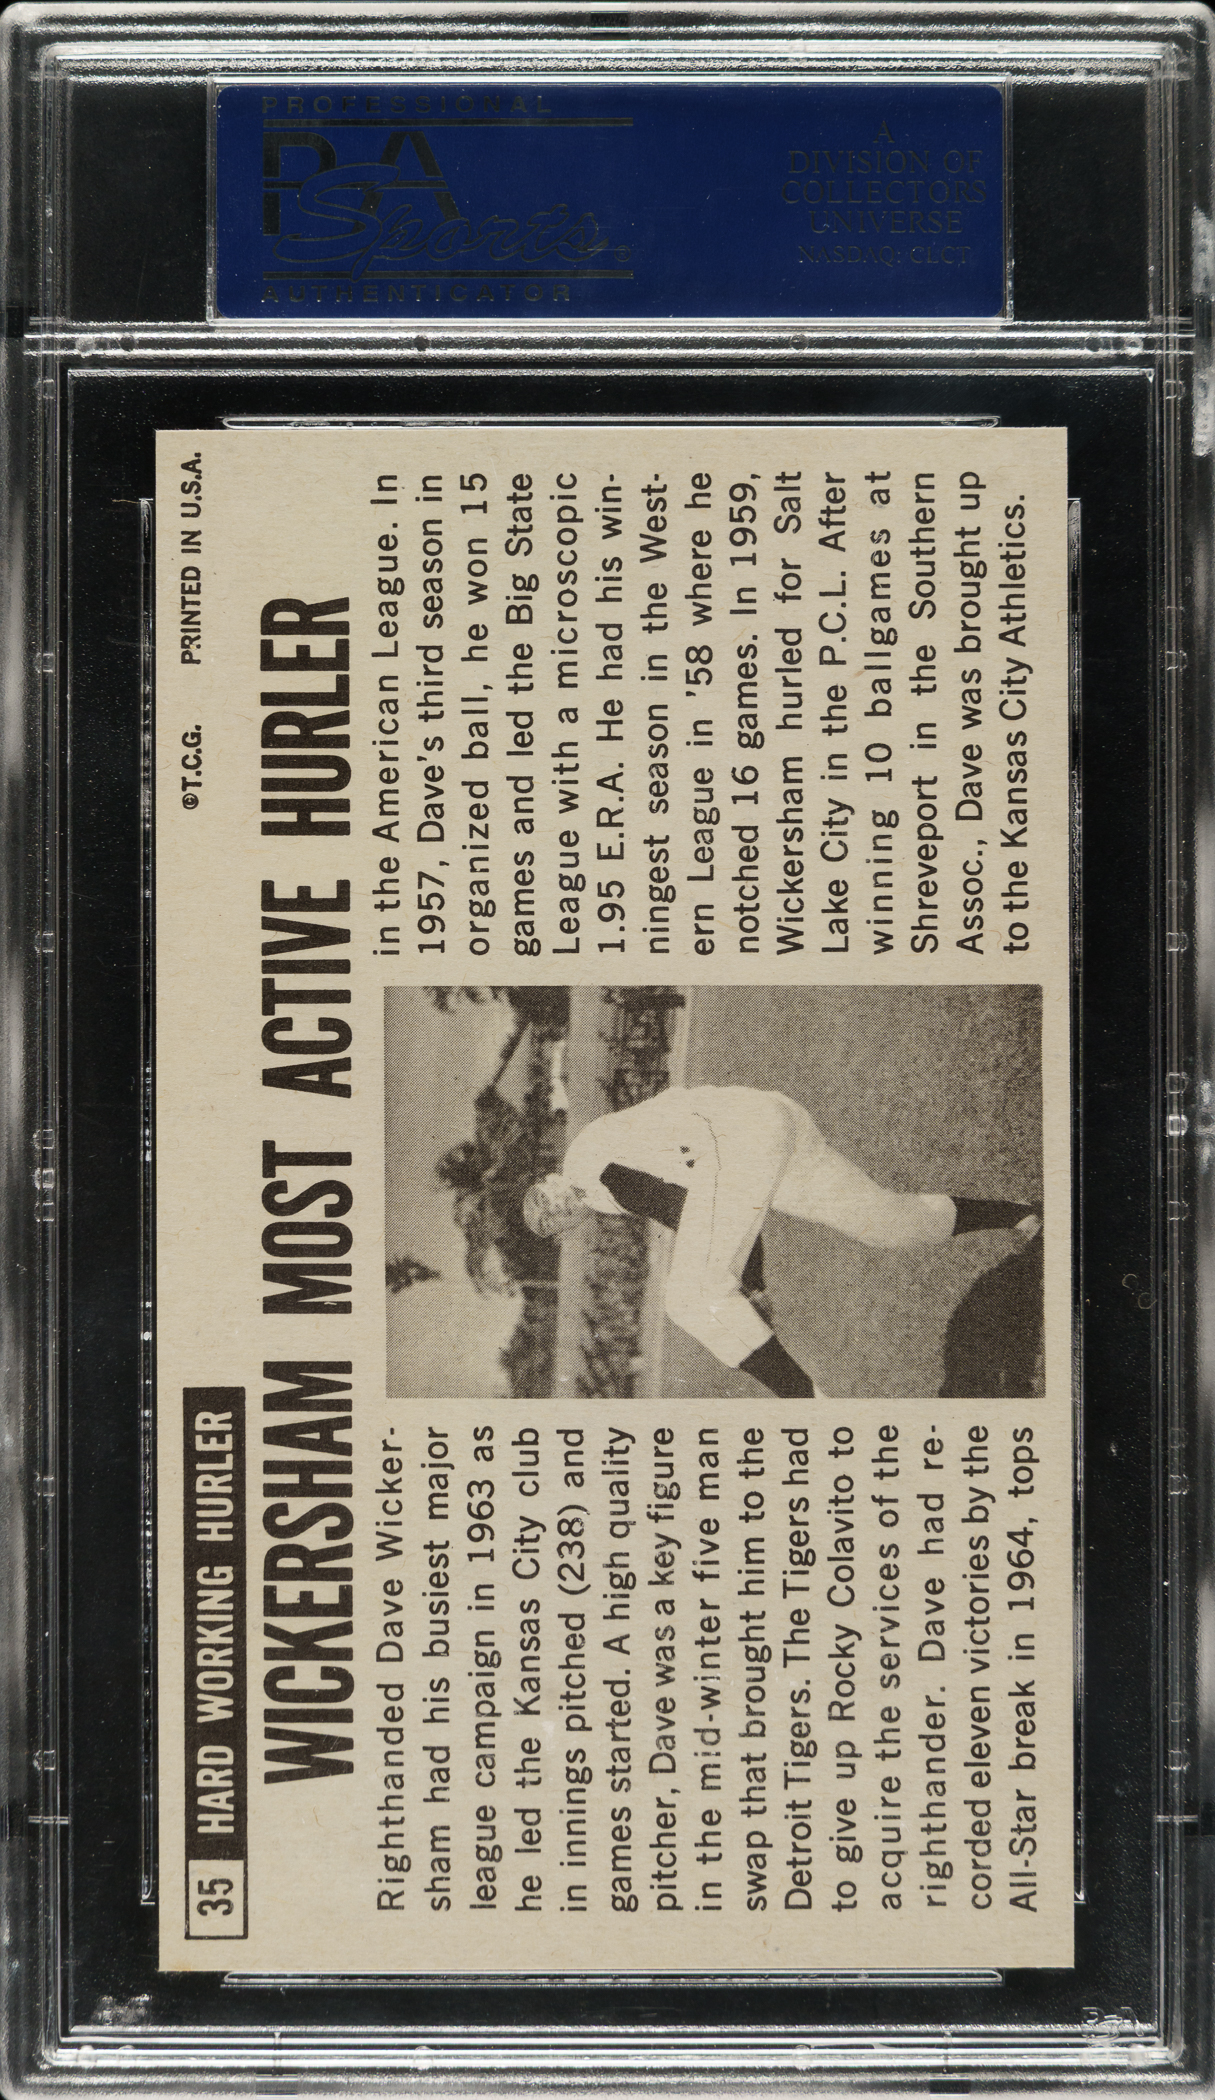 PROFESSIONAL
PSA
Sports®
AUTHENTICATOR
A
DIVISION OF
COLLECTORS
UNIVERSE
NASDAQ: CLCT
35 HARD WORKING HURLER
©T.C.G. PRINTED IN U.S.A.
WICKERSHAM MOST ACTIVE HURLER
Righthanded Dave Wicker-
sham had his busiest major
league campaign in 1963 as
he led the Kansas City club
in innings pitched (238) and
games started. A high quality
pitcher, Dave was a key figure
in the mid-winter five man
swap that brought him to the
Detroit Tigers. The Tigers had
to give up Rocky Colavito to
acquire the services of the
righthander. Dave had re-
corded eleven victories by the
All-Star break in 1964, tops
in the American League. In
1957, Dave's third season in
organized ball, he won 15
games and led the Big State
League with a microscopic
1.95 E.R.A. He had his win-
ningest season in the West-
ern League in '58 where he
notched 16 games. In 1959,
Wickersham hurled for Salt
Lake City in the P.C.L. After
winning 10 ballgames at
Shreveport in the Southern
Assoc., Dave was brought up
to the Kansas City Athletics.
PSA